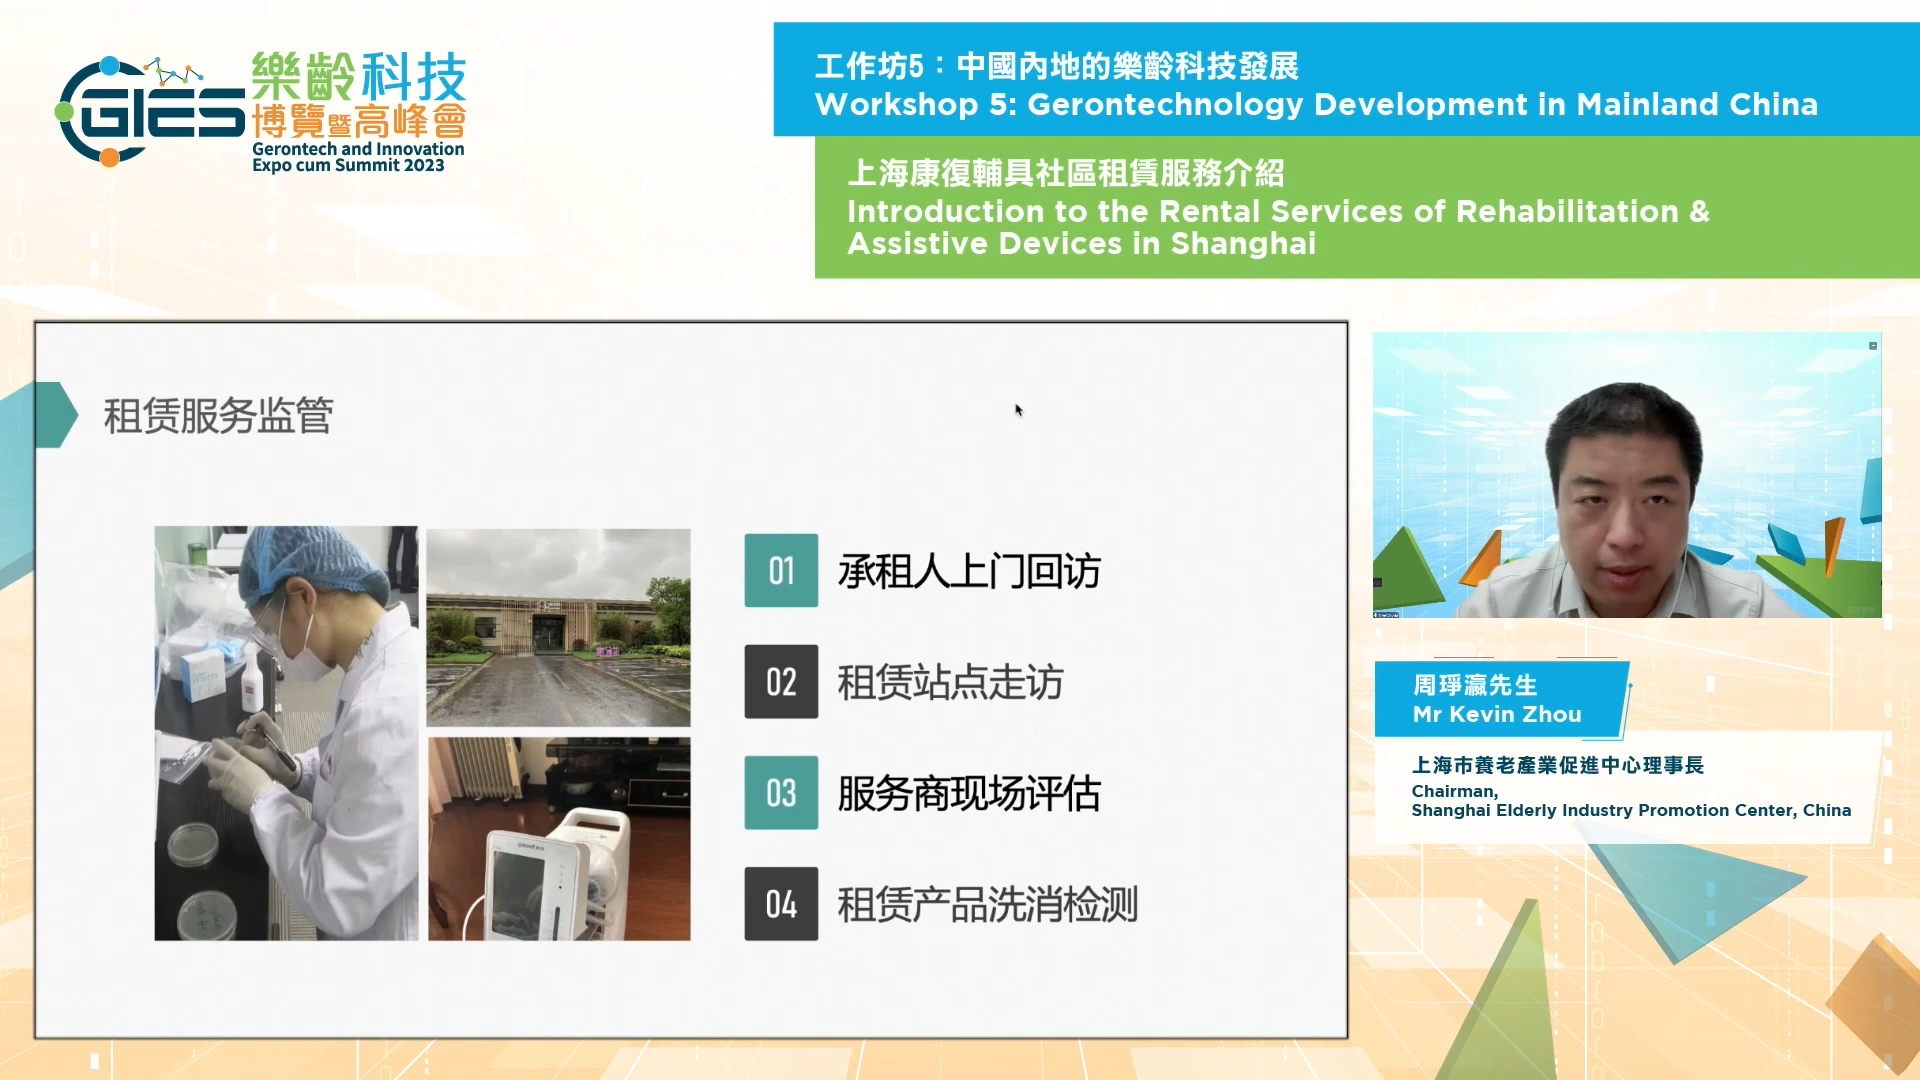 GIES
樂齡科技
博覽暨高峰會
Gerontech and Innovation
Expo cum Summit 2023
工作坊5：中國內地的樂齡科技發展
Workshop 5: Gerontechnology Development in Mainland China
上海康復輔具社區租賃服務介紹
Introduction to the Rental Services of Rehabilitation &
Assistive Devices in Shanghai
租赁服务监管
01 承租人上门回访
02 租赁站点走访
03 服务商现场评估
04 租赁产品洗消检测
周琤瀛先生
Mr Kevin Zhou
上海市養老產業促進中心理事長
Chairman,
Shanghai Elderly Industry Promotion Center, China